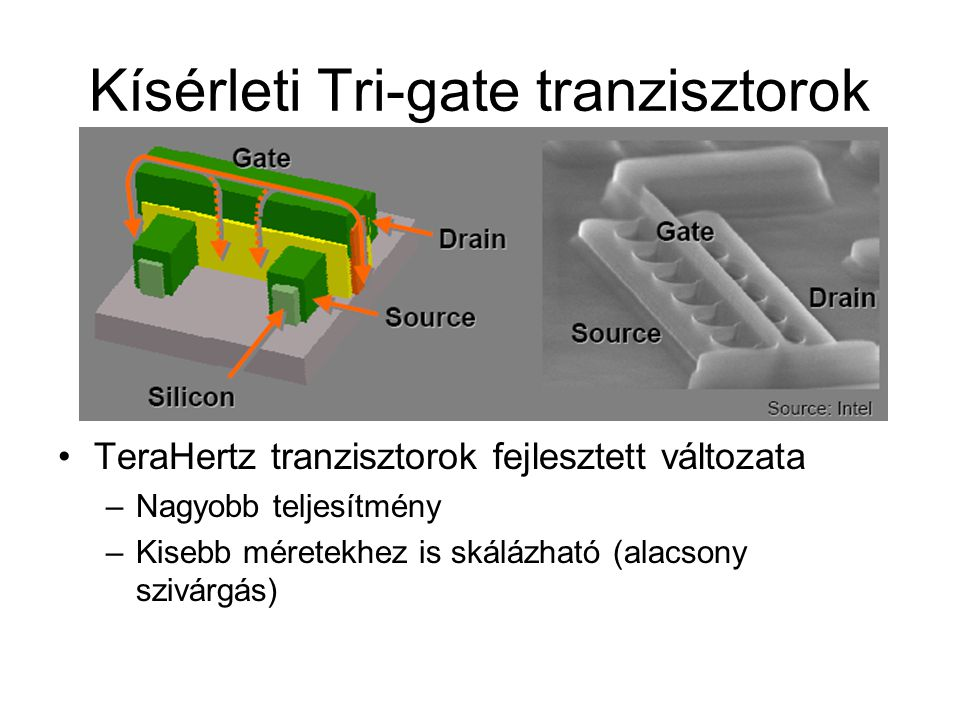 Kísérleti Tri-gate tranzisztorok
Gate
Drain
Source
Silicon
Gate
Drain
Source
Source: Intel
• TeraHertz tranzisztorok fejlesztett változata
– Nagyobb teljesítmény
– Kisebb méretekhez is skálázható (alacsony
szivárgás)